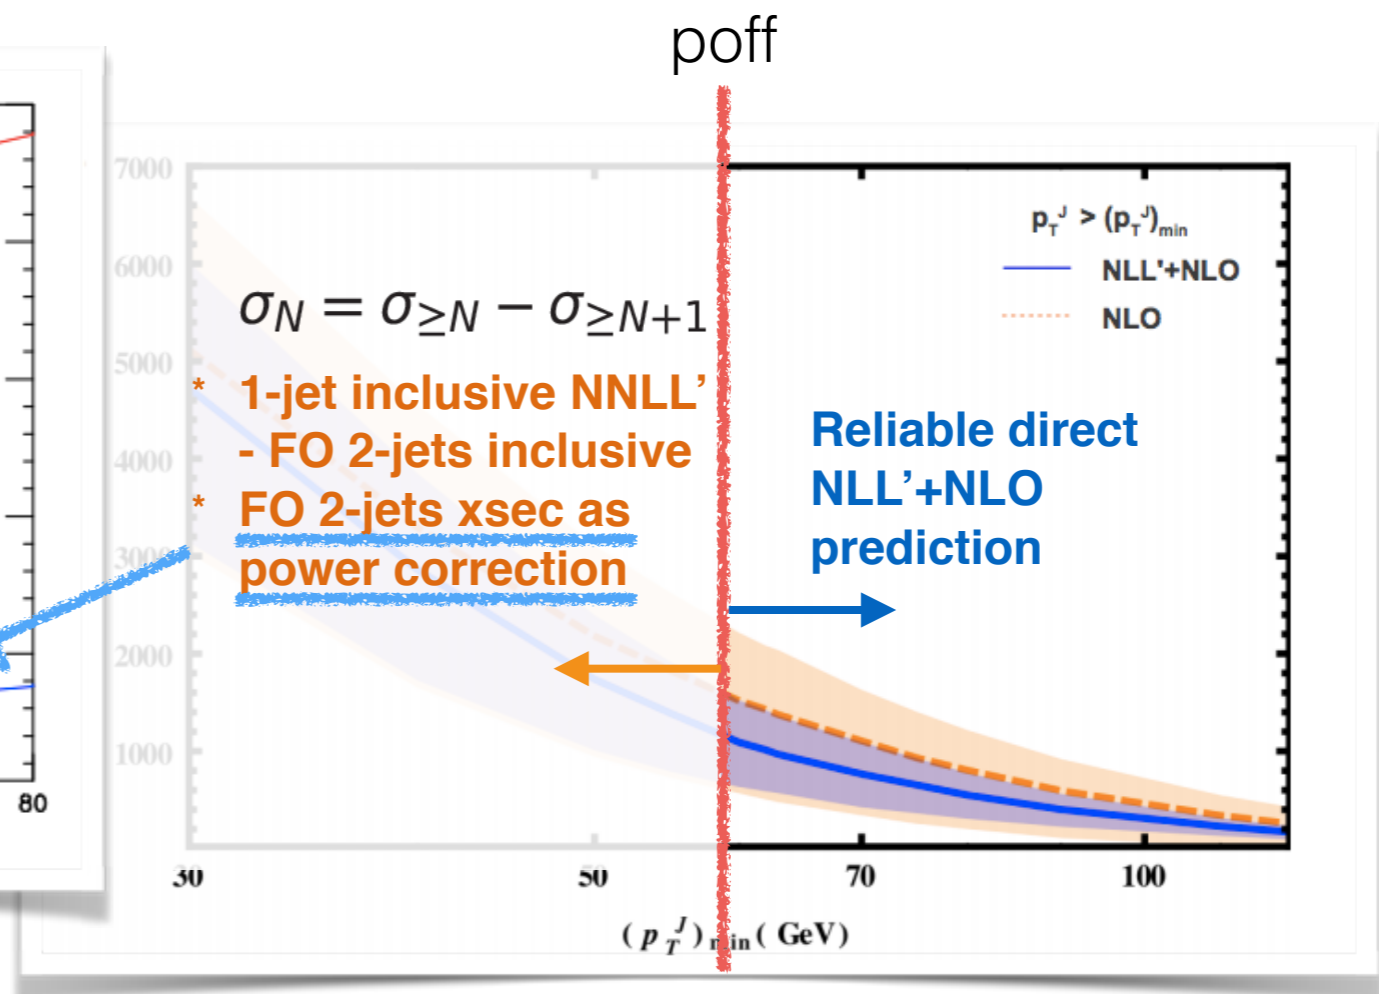 poff
7000
6000
5000
4000
3000
2000
1000
p_T^J > (p_T^J)_min
NLL'+NLO
NLO
σ_N = σ_≥N − σ_≥N+1
* 1-jet inclusive NNLL’
- FO 2-jets inclusive
* FO 2-jets xsec as
power correction
Reliable direct
NLL’+NLO
prediction
80
30 50 70 100
(p_T^J)_min (GeV)